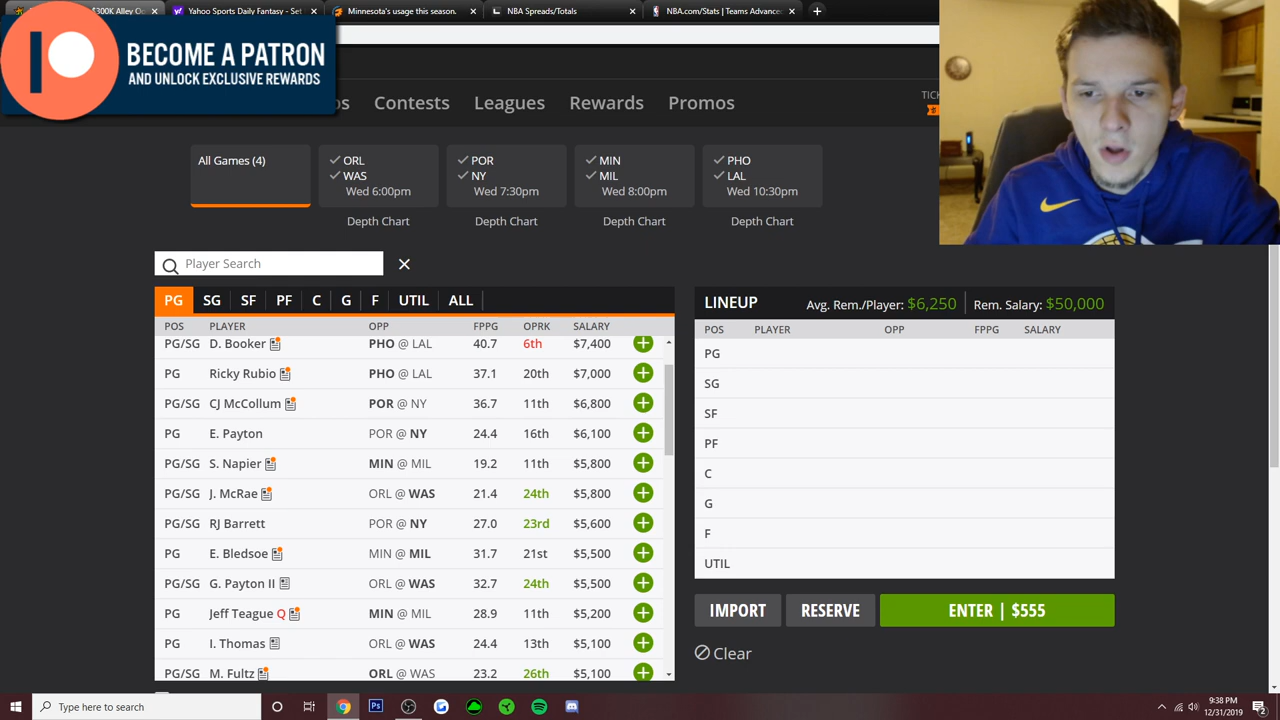 $300K Alley Oc
Yahoo Sports Daily Fantasy - Set
Minnesota's usage this season.
NBA Spreads/Totals
NBA.com/Stats | Teams Advance
BECOME A PATRON
AND UNLOCK EXCLUSIVE REWARDS
os Contests Leagues Rewards Promos
TIC
All Games (4)
ORL
WAS
Wed 6:00pm
Depth Chart
POR
NY
Wed 7:30pm
Depth Chart
MIN
MIL
Wed 8:00pm
Depth Chart
PHO
LAL
Wed 10:30pm
Depth Chart
Player Search
PG SG SF PF C G F UTIL ALL
POS PLAYER OPP FPPG OPRK SALARY
PG/SG D. Booker PHO @ LAL 40.7 6th $7,400
PG Ricky Rubio PHO @ LAL 37.1 20th $7,000
PG/SG CJ McCollum POR @ NY 36.7 11th $6,800
PG E. Payton POR @ NY 24.4 16th $6,100
PG/SG S. Napier MIN @ MIL 19.2 11th $5,800
PG/SG J. McRae ORL @ WAS 21.4 24th $5,800
PG/SG RJ Barrett POR @ NY 27.0 23rd $5,600
PG E. Bledsoe MIN @ MIL 31.7 21st $5,500
PG/SG G. Payton II ORL @ WAS 32.7 24th $5,500
PG Jeff Teague Q MIN @ MIL 28.9 11th $5,200
PG I. Thomas ORL @ WAS 24.4 13th $5,100
PG/SG M. Fultz ORL @ WAS 23.2 26th $5,100
LINEUP Avg. Rem./Player: $6,250 Rem. Salary: $50,000
POS PLAYER OPP FPPG SALARY
PG
SG
SF
PF
C
G
F
UTIL
IMPORT RESERVE ENTER | $555
Clear
Type here to search
9:38 PM
12/31/2019
2